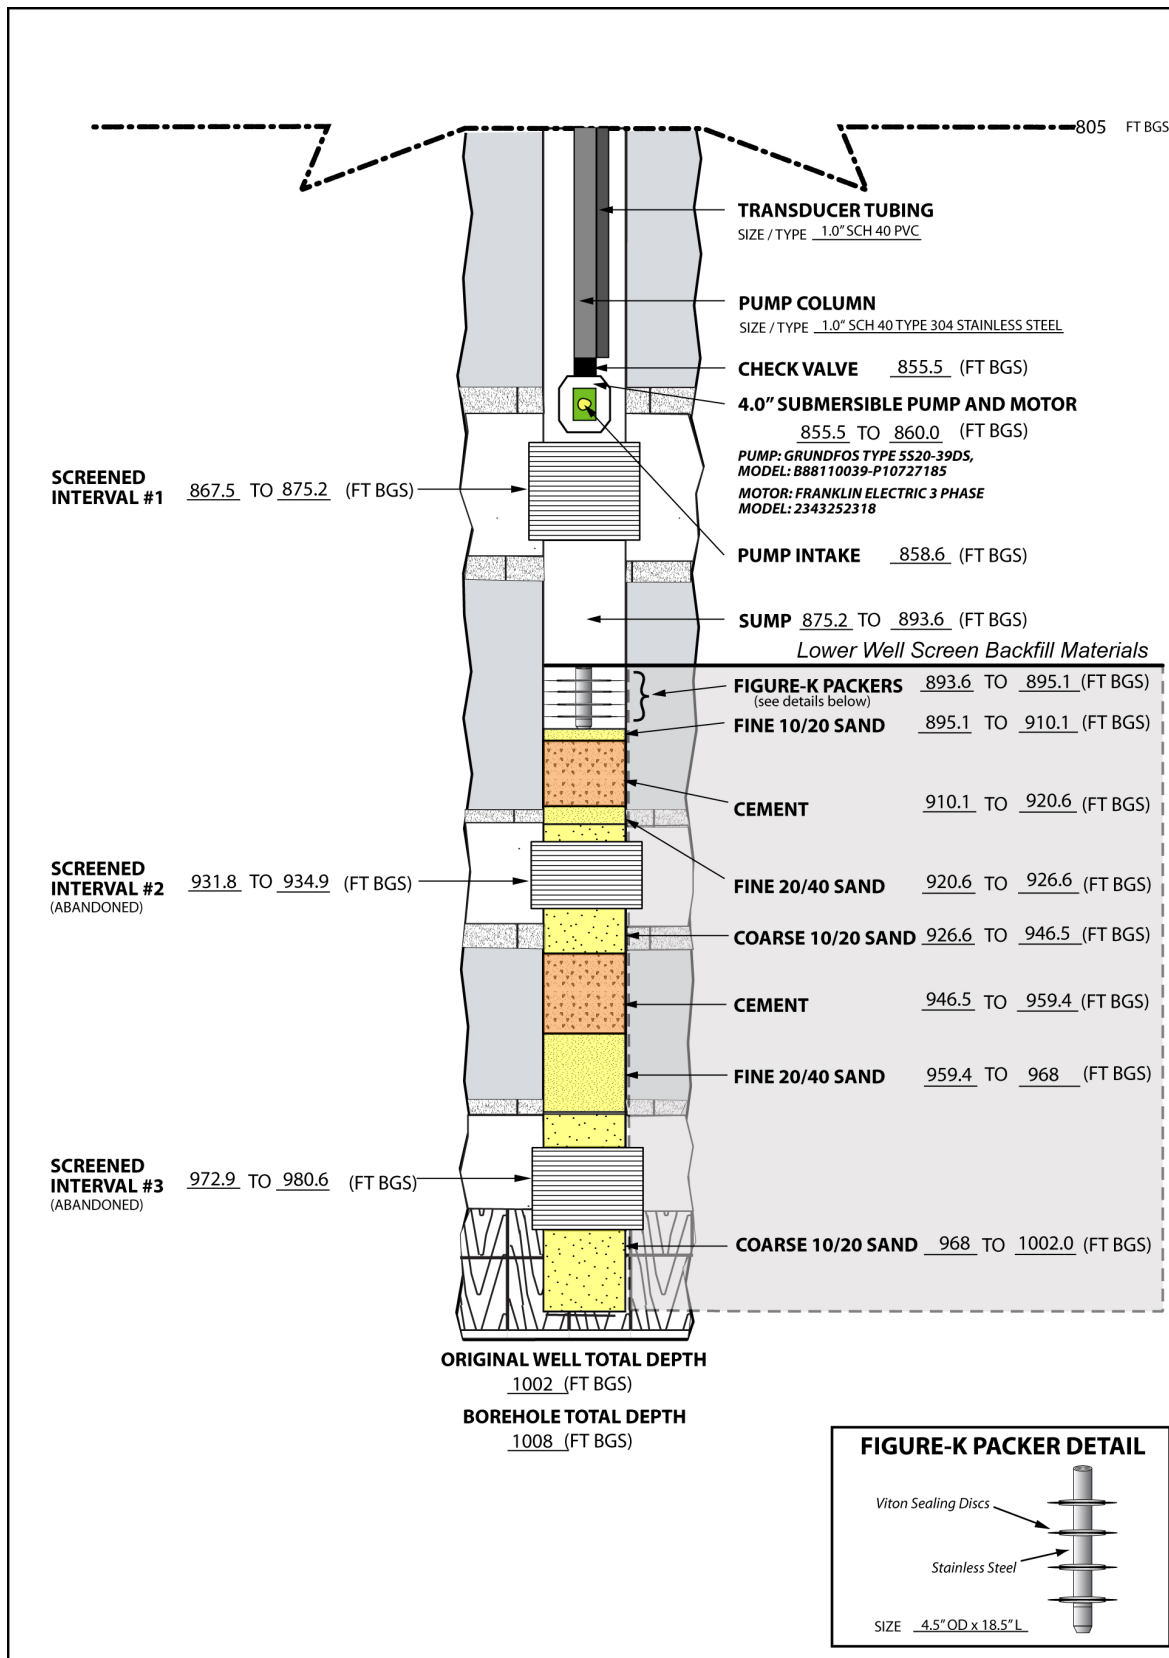 805 FT BGS
TRANSDUCER TUBING
SIZE / TYPE 1.0" SCH 40 PVC
PUMP COLUMN
SIZE / TYPE 1.0" SCH 40 TYPE 304 STAINLESS STEEL
CHECK VALVE 855.5 (FT BGS)
4.0" SUBMERSIBLE PUMP AND MOTOR
855.5 TO 860.0 (FT BGS)
PUMP: GRUNDFOS TYPE 5S20-39DS,
MODEL: B88110039-P10727185
MOTOR: FRANKLIN ELECTRIC 3 PHASE
MODEL: 2343252318
SCREENED
INTERVAL #1 867.5 TO 875.2 (FT BGS)
PUMP INTAKE 858.6 (FT BGS)
SUMP 875.2 TO 893.6 (FT BGS)
Lower Well Screen Backfill Materials
FIGURE-K PACKERS 893.6 TO 895.1 (FT BGS)
(see details below)
FINE 10/20 SAND 895.1 TO 910.1 (FT BGS)
CEMENT 910.1 TO 920.6 (FT BGS)
SCREENED
INTERVAL #2 931.8 TO 934.9 (FT BGS)
(ABANDONED)
FINE 20/40 SAND 920.6 TO 926.6 (FT BGS)
COARSE 10/20 SAND 926.6 TO 946.5 (FT BGS)
CEMENT 946.5 TO 959.4 (FT BGS)
FINE 20/40 SAND 959.4 TO 968 (FT BGS)
SCREENED
INTERVAL #3 972.9 TO 980.6 (FT BGS)
(ABANDONED)
COARSE 10/20 SAND 968 TO 1002.0 (FT BGS)
ORIGINAL WELL TOTAL DEPTH
1002 (FT BGS)
BOREHOLE TOTAL DEPTH
1008 (FT BGS)
FIGURE-K PACKER DETAIL
Viton Sealing Discs
Stainless Steel
SIZE 4.5" OD x 18.5" L